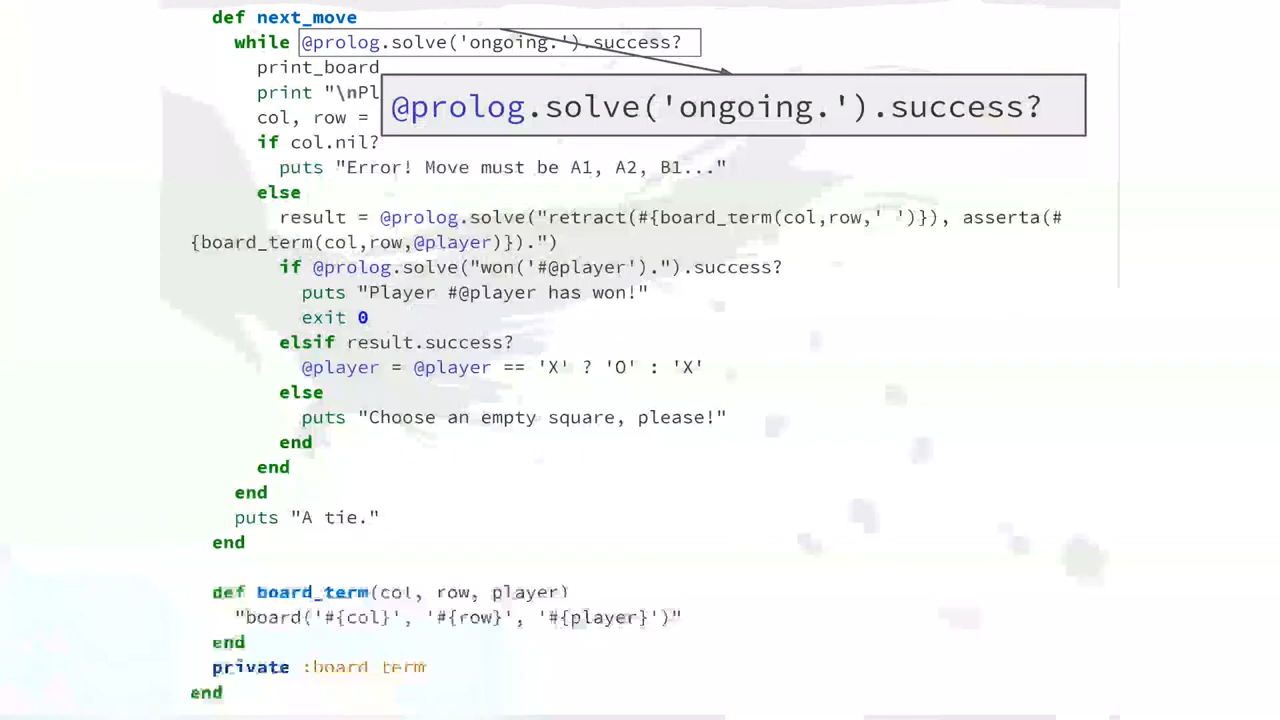 def next_move
while @prolog.solve('ongoing.').success?
print_board
print "\nPl
@prolog.solve('ongoing.').success?
col, row =
if col.nil?
puts "Error! Move must be A1, A2, B1..."
else
result = @prolog.solve("retract(#{board_term(col,row,' ')}), asserta(#
{board_term(col,row,@player)}).")
if @prolog.solve("won('#@player').").success?
puts "Player #@player has won!"
exit 0
elsif result.success?
@player = @player == 'X' ? 'O' : 'X'
else
puts "Choose an empty square, please!"
end
end
end
puts "A tie."
end
def board_term(col, row, player)
"board('#{col}', '#{row}', '#{player}')"
end
private :board_term
end